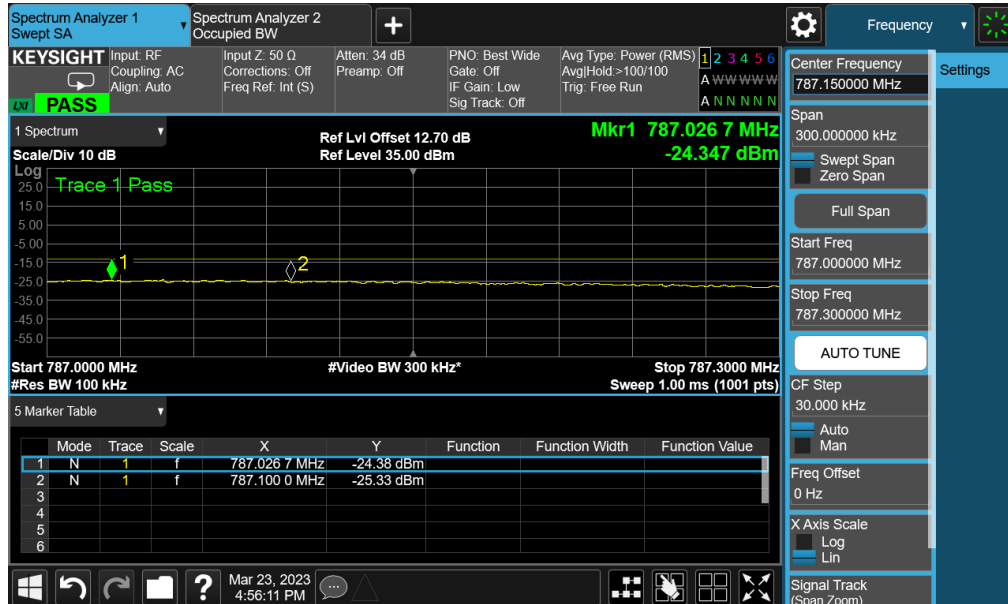 Spectrum Analyzer 1
Swept SA
Spectrum Analyzer 2
Occupied BW
+
Frequency
KEYSIGHT
Input: RF
Coupling: AC
Align: Auto
Input Z: 50 Ω
Corrections: Off
Freq Ref: Int (S)
Atten: 34 dB
Preamp: Off
PNO: Best Wide
Gate: Off
IF Gain: Low
Sig Track: Off
Avg Type: Power (RMS)
Avg|Hold:>100/100
Trig: Free Run
1 2 3 4 5 6
A W W W W W
A N N N N N
LXI PASS
1 Spectrum
Scale/Div 10 dB
Ref Lvl Offset 12.70 dB
Ref Level 35.00 dBm
Mkr1 787.026 7 MHz
-24.347 dBm
Log
Trace 1 Pass
25.0
15.0
5.00
-5.00
-15.0
-25.0
-35.0
-45.0
-55.0
1
2
Start 787.0000 MHz
#Res BW 100 kHz
#Video BW 300 kHz*
Stop 787.3000 MHz
Sweep 1.00 ms (1001 pts)
5 Marker Table
Mode Trace Scale X Y Function Function Width Function Value
1 N 1 f 787.026 7 MHz -24.38 dBm
2 N 1 f 787.100 0 MHz -25.33 dBm
3
4
5
6
?
Mar 23, 2023
4:56:11 PM
Center Frequency
787.150000 MHz
Settings
Span
300.000000 kHz
Swept Span
Zero Span
Full Span
Start Freq
787.000000 MHz
Stop Freq
787.300000 MHz
AUTO TUNE
CF Step
30.000 kHz
Auto
Man
Freq Offset
0 Hz
X Axis Scale
Log
Lin
Signal Track
(Span Zoom)